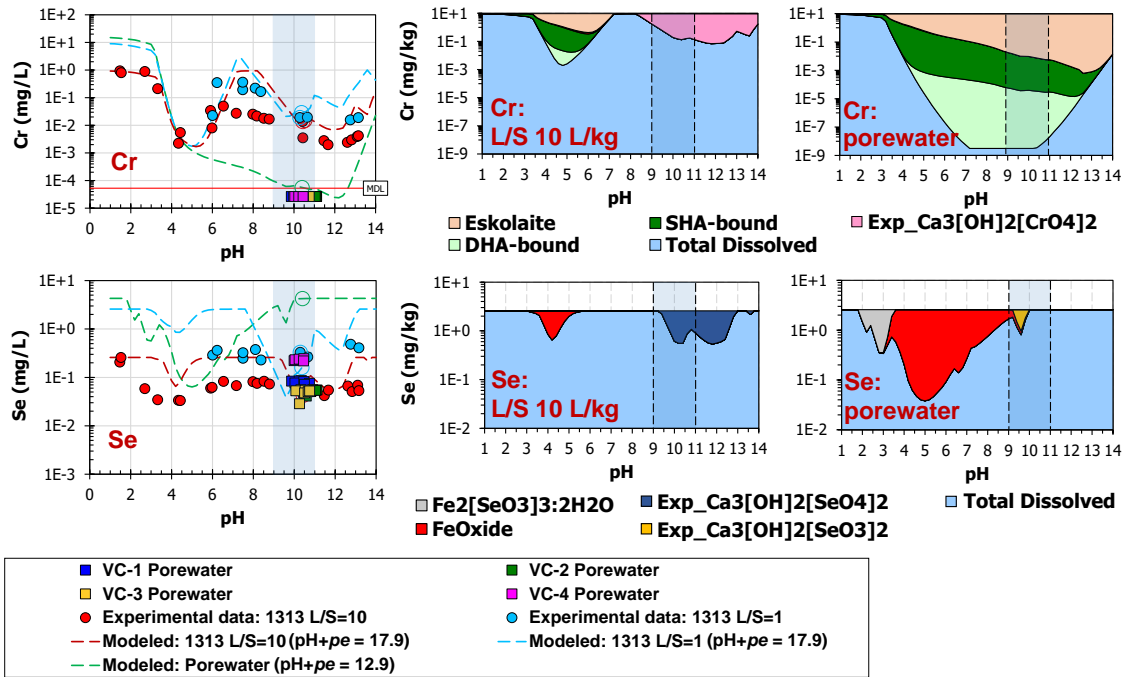 Cr (mg/L)
1E+2
1E+1
1E+0
1E-1
1E-2
1E-3
1E-4
1E-5
Cr
MDL
0 2 4 6 8 10 12 14
pH
Cr (mg/kg)
1E+1
1E-1
1E-3
1E-5
1E-7
1E-9
Cr:
L/S 10 L/kg
1 2 3 4 5 6 7 8 9 10 11 12 13 14
pH
Cr (mg/kg)
1E+1
1E-1
1E-3
1E-5
1E-7
1E-9
Cr:
porewater
1 2 3 4 5 6 7 8 9 10 11 12 13 14
pH
Eskolaite
SHA-bound
Exp_Ca3[OH]2[CrO4]2
DHA-bound
Total Dissolved
Se (mg/L)
1E+1
1E+0
1E-1
1E-2
1E-3
Se
0 2 4 6 8 10 12 14
pH
Se (mg/kg)
1E+1
1E+0
1E-1
1E-2
Se:
L/S 10 L/kg
1 2 3 4 5 6 7 8 9 10 11 12 13 14
pH
Se (mg/kg)
1E+1
1E+0
1E-1
1E-2
Se:
porewater
1 2 3 4 5 6 7 8 9 10 11 12 13 14
pH
Fe2[SeO3]3:2H2O
Exp_Ca3[OH]2[SeO4]2
Total Dissolved
FeOxide
Exp_Ca3[OH]2[SeO3]2
VC-1 Porewater
VC-2 Porewater
VC-3 Porewater
VC-4 Porewater
Experimental data: 1313 L/S=10
Experimental data: 1313 L/S=1
Modeled: 1313 L/S=10 (pH+pe = 17.9)
Modeled: 1313 L/S=1 (pH+pe = 17.9)
Modeled: Porewater (pH+pe = 12.9)